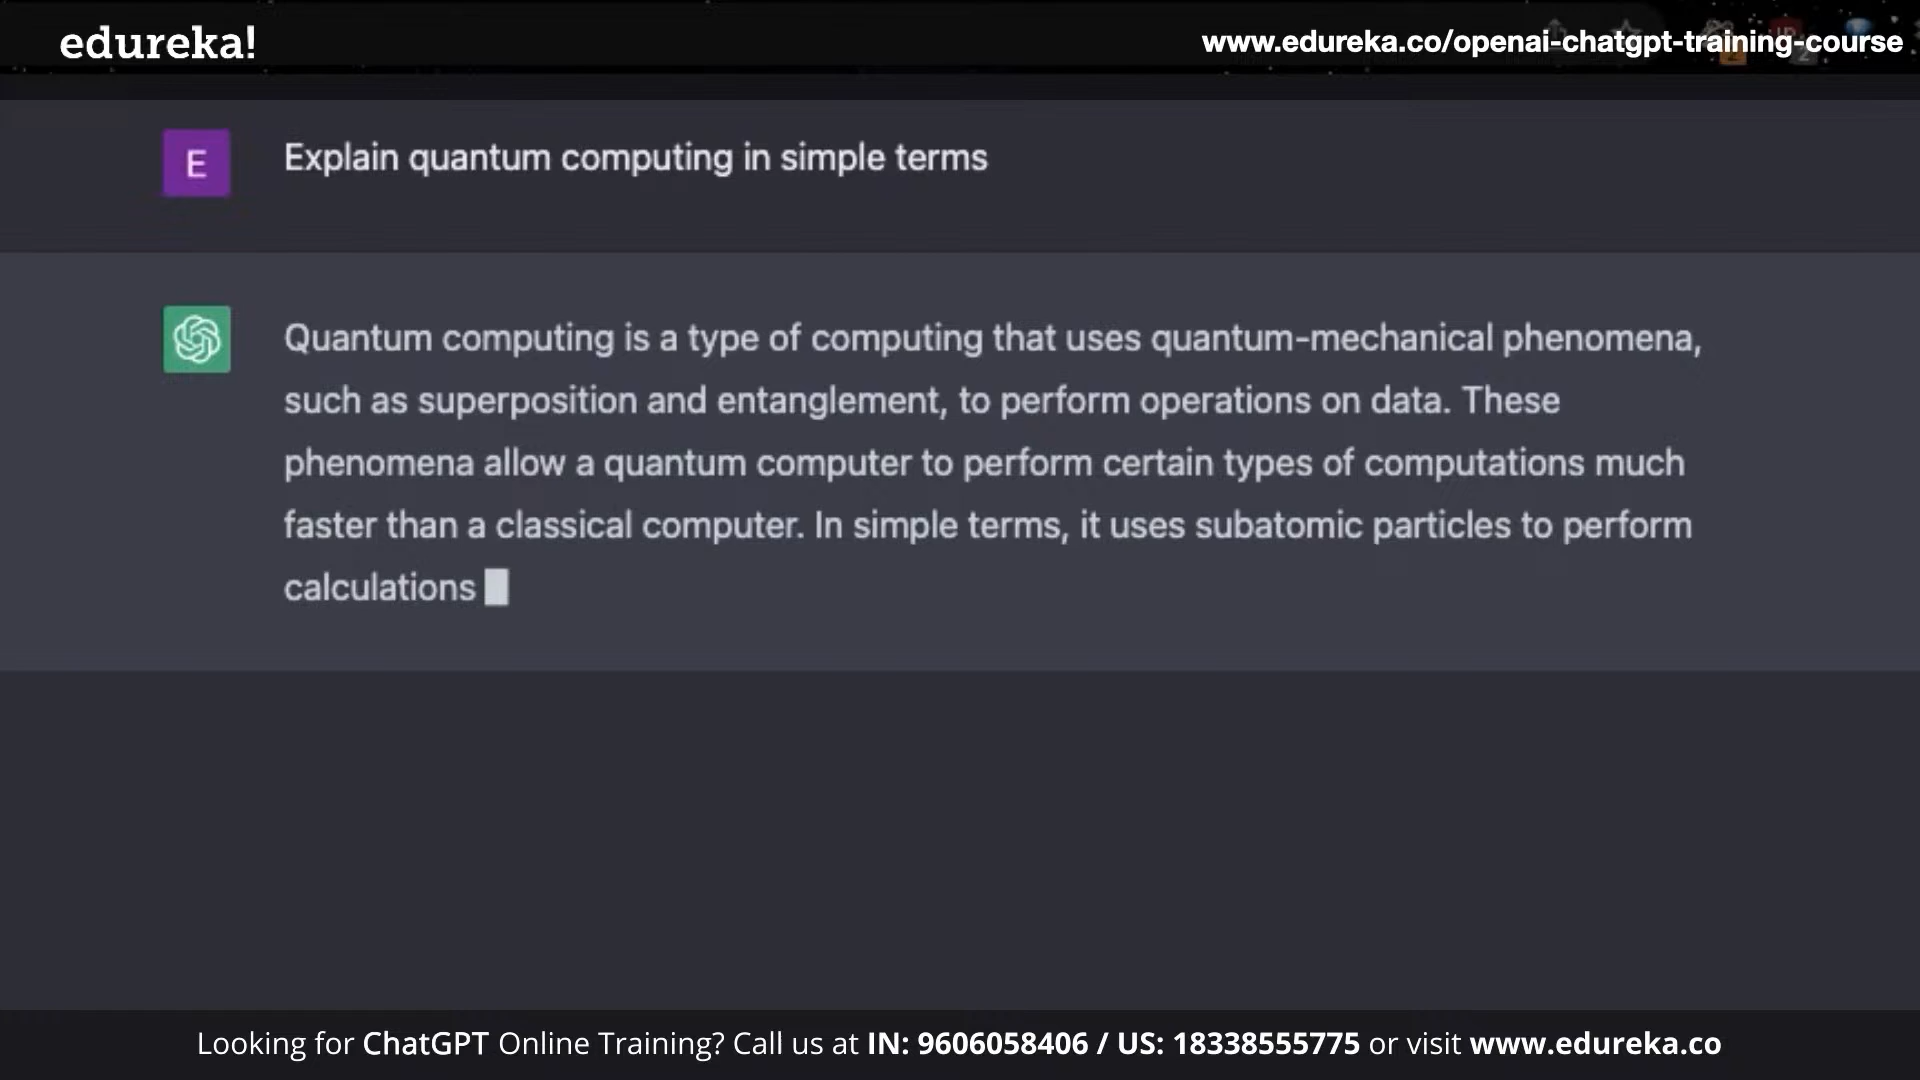 edureka!
www.edureka.co/openai-chatgpt-training-course
E
Explain quantum computing in simple terms
Quantum computing is a type of computing that uses quantum-mechanical phenomena,
such as superposition and entanglement, to perform operations on data. These
phenomena allow a quantum computer to perform certain types of computations much
faster than a classical computer. In simple terms, it uses subatomic particles to perform
calculations
Looking for ChatGPT Online Training? Call us at IN: 9606058406 / US: 18338555775 or visit www.edureka.co